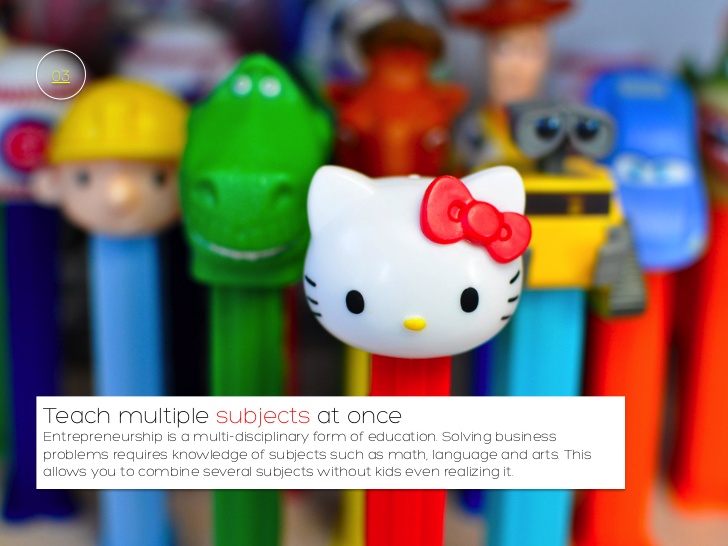 03
Teach multiple subjects at once
Entrepreneurship is a multi-disciplinary form of education. Solving business
problems requires knowledge of subjects such as math, language and arts. This
allows you to combine several subjects without kids even realizing it.